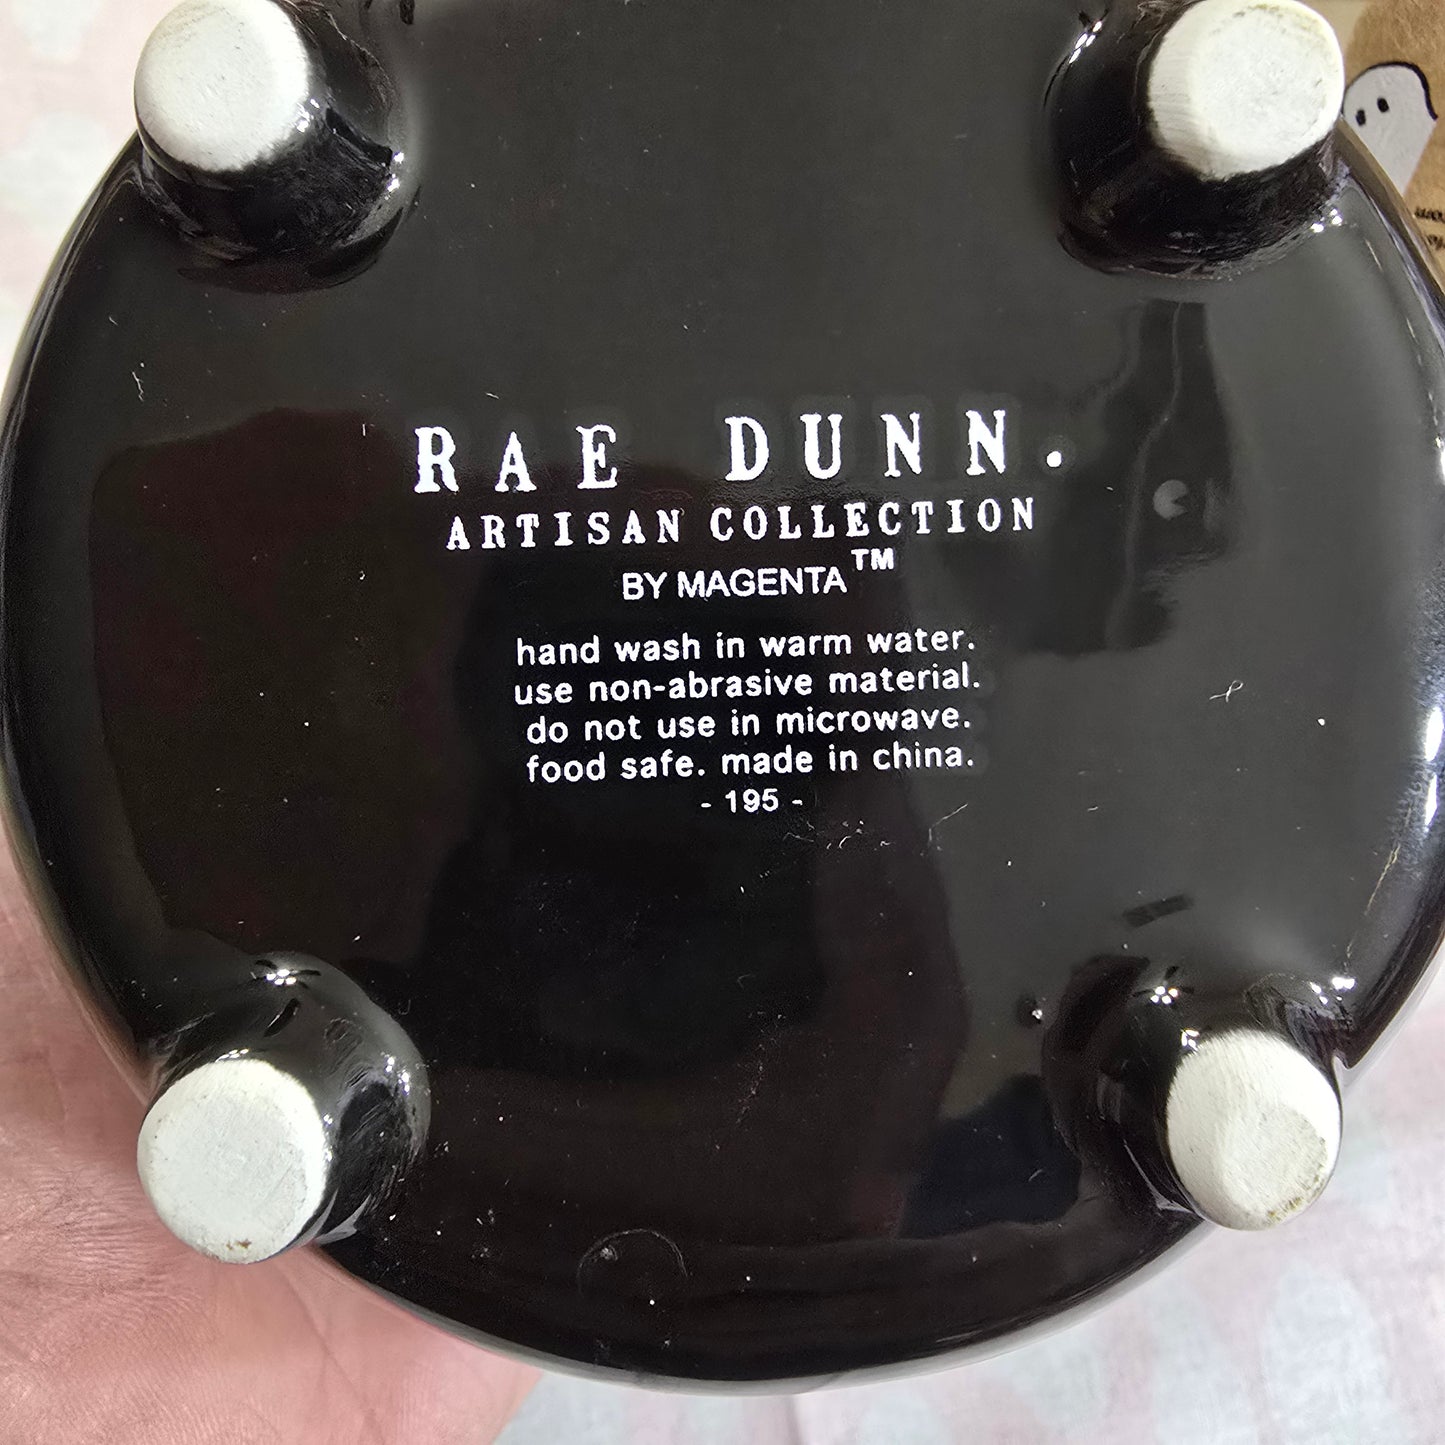 RAE DUNN.
ARTISAN COLLECTION
BY MAGENTA™
hand wash in warm water.
use non-abrasive material.
do not use in microwave.
food safe. made in china.
- 195 -